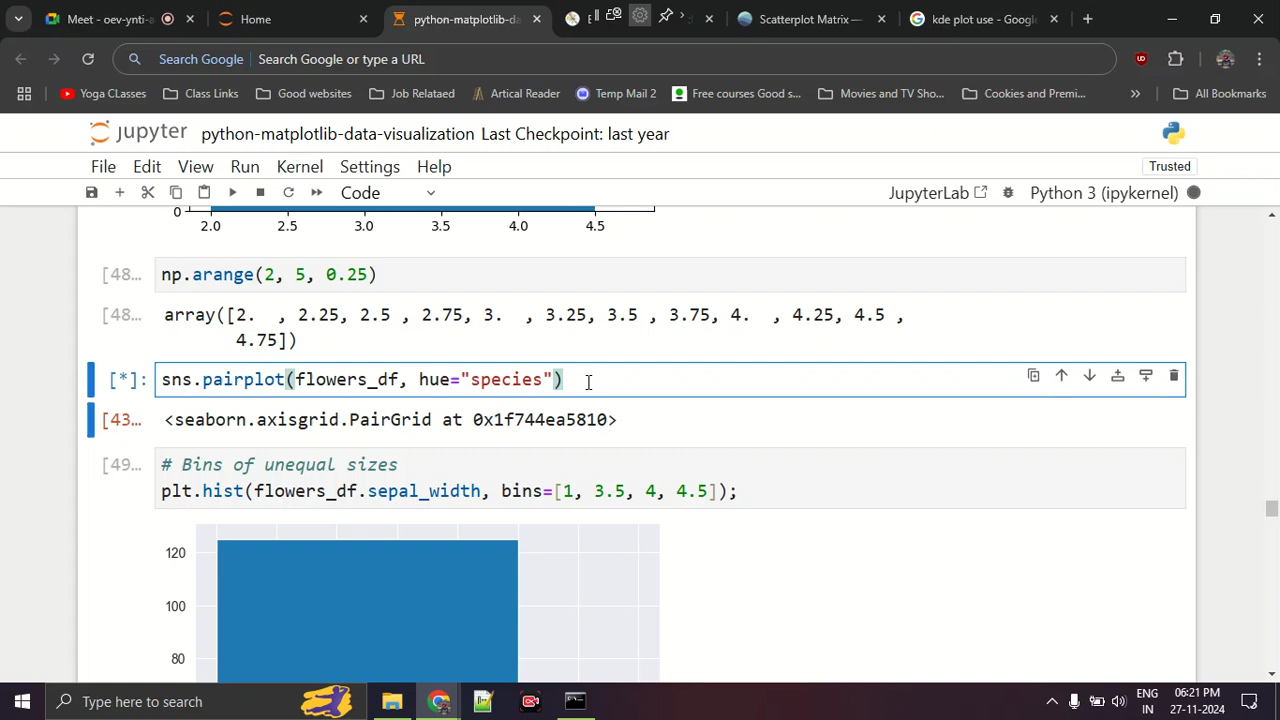 Meet - oev-ynti-
Home
python-matplotlib-da
Scatterplot Matrix —
kde plot use - Google
Search Google
Search Google or type a URL
Yoga CLasses
Class Links
Good websites
Job Relataed
Artical Reader
Temp Mail 2
Free courses Good s...
Movies and TV Sho...
Cookies and Premi...
All Bookmarks
jupyter
python-matplotlib-data-visualization Last Checkpoint: last year
File Edit View Run Kernel Settings Help
Trusted
Code
JupyterLab
Python 3 (ipykernel)
0
2.0 2.5 3.0 3.5 4.0 4.5
[48...
np.arange(2, 5, 0.25)
[48...
array([2.  , 2.25, 2.5 , 2.75, 3.  , 3.25, 3.5 , 3.75, 4.  , 4.25, 4.5 ,
4.75])
[*]:
sns.pairplot(flowers_df, hue="species")
[43...
<seaborn.axisgrid.PairGrid at 0x1f744ea5810>
[49...
# Bins of unequal sizes
plt.hist(flowers_df.sepal_width, bins=[1, 3.5, 4, 4.5]);
120
100
80
Type here to search
ENG
IN
06:21 PM
27-11-2024